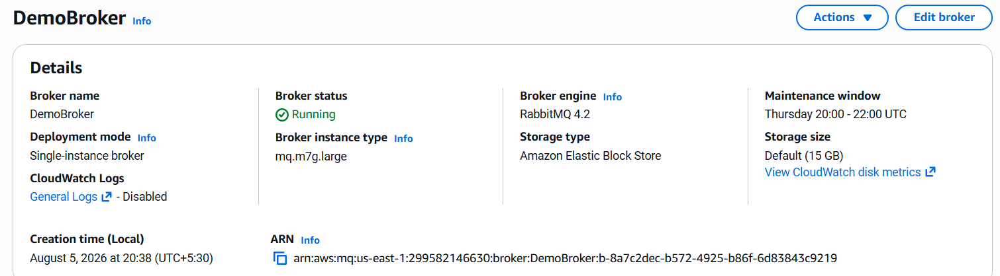 DemoBroker Info
Actions Edit broker
Details
Broker name
DemoBroker
Deployment mode Info
Single-instance broker
CloudWatch Logs
General Logs - Disabled
Broker status
Running
Broker instance type Info
mq.m7g.large
Broker engine Info
RabbitMQ 4.2
Storage type
Amazon Elastic Block Store
Maintenance window
Thursday 20:00 - 22:00 UTC
Storage size
Default (15 GB)
View CloudWatch disk metrics
Creation time (Local)
August 5, 2026 at 20:38 (UTC+5:30)
ARN Info
arn:aws:mq:us-east-1:299582146630:broker:DemoBroker:b-8a7c2dec-b572-4925-b86f-6d83843c9219